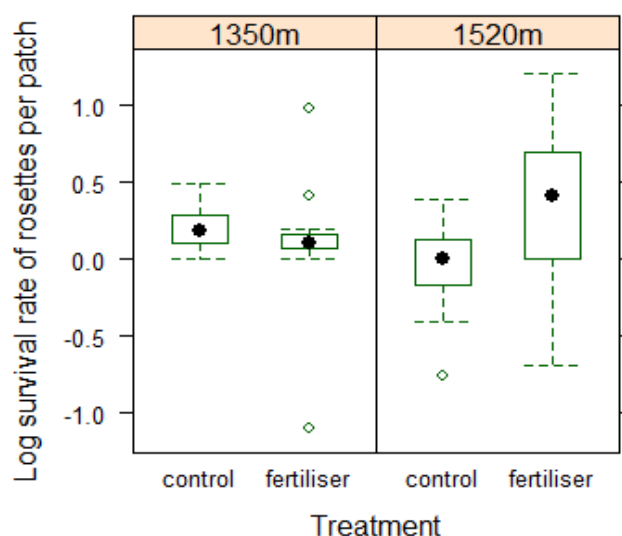 1350m
1520m
Log survival rate of rosettes per patch
1.0
0.5
0.0
-0.5
-1.0
control
fertiliser
control
fertiliser
Treatment